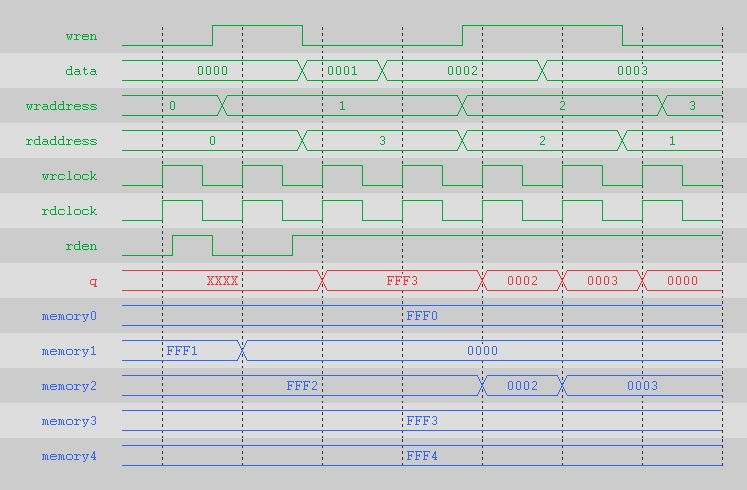 wren
data 0000 0001 0002 0003
wraddress 0 1 2 3
rdaddress 0 3 2 1
wrclock
rdclock
rden
q XXXX FFF3 0002 0003 0000
memory0 FFF0
memory1 FFF1 0000
memory2 FFF2 0002 0003
memory3 FFF3
memory4 FFF4